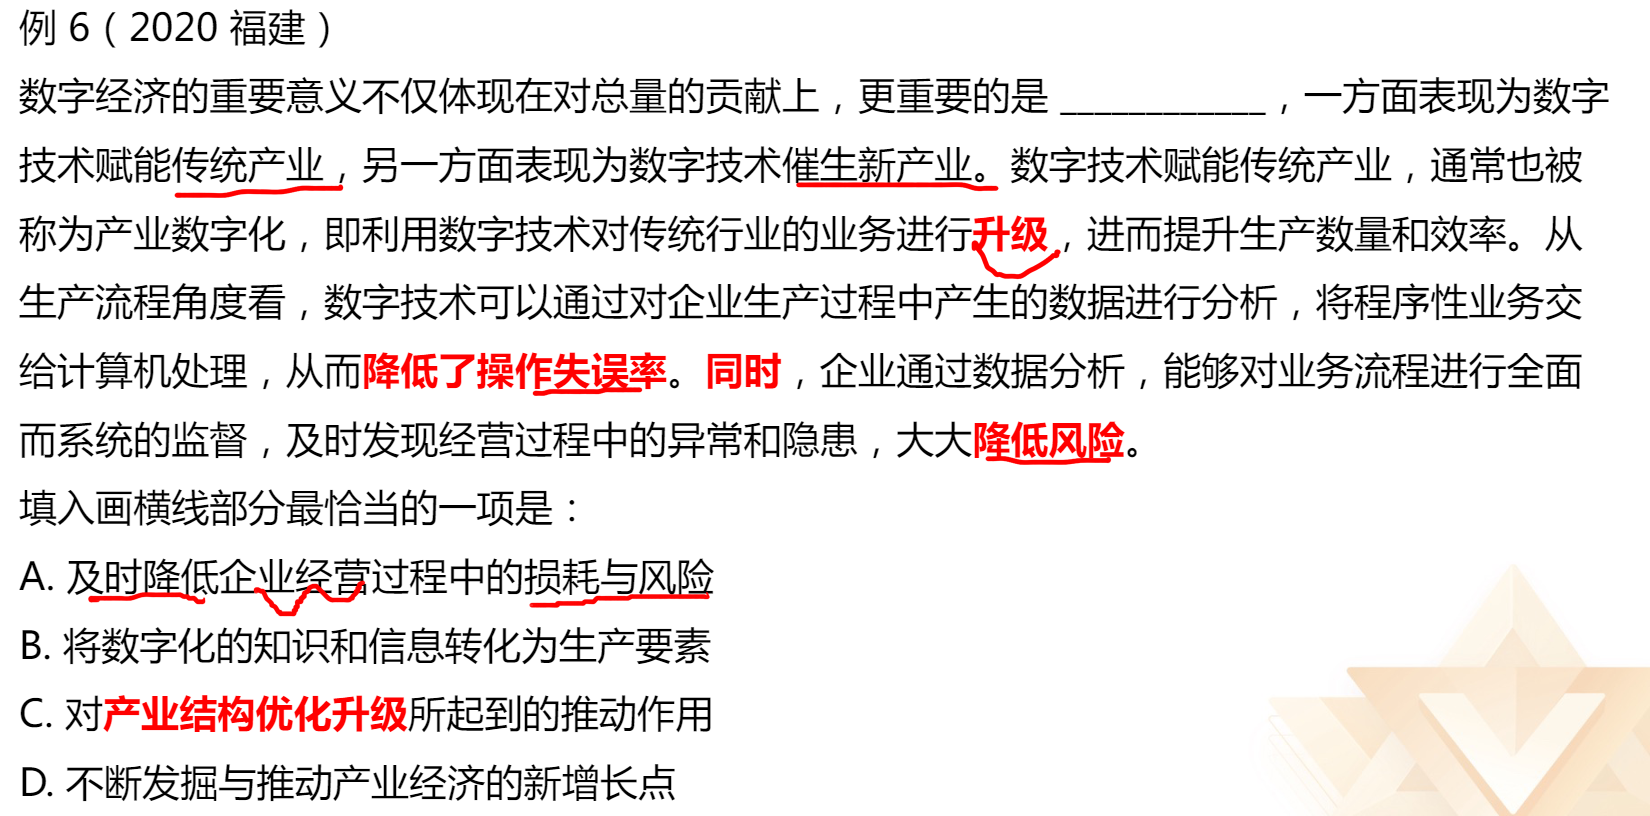 例 6（2020 福建）
数字经济的重要意义不仅体现在对总量的贡献上，更重要的是 ___________，一方面表现为数字
技术赋能传统产业，另一方面表现为数字技术催生新产业。数字技术赋能传统产业，通常也被
称为产业数字化，即利用数字技术对传统行业的业务进行升级，进而提升生产数量和效率。从
生产流程角度看，数字技术可以通过对企业生产过程中产生的数据进行分析，将程序性业务交
给计算机处理，从而降低了操作失误率。同时，企业通过数据分析，能够对业务流程进行全面
而系统的监督，及时发现经营过程中的异常和隐患，大大降低风险。
填入画横线部分最恰当的一项是：
A. 及时降低企业经营过程中的损耗与风险
B. 将数字化的知识和信息转化为生产要素
C. 对产业结构优化升级所起到的推动作用
D. 不断发掘与推动产业经济的新增长点